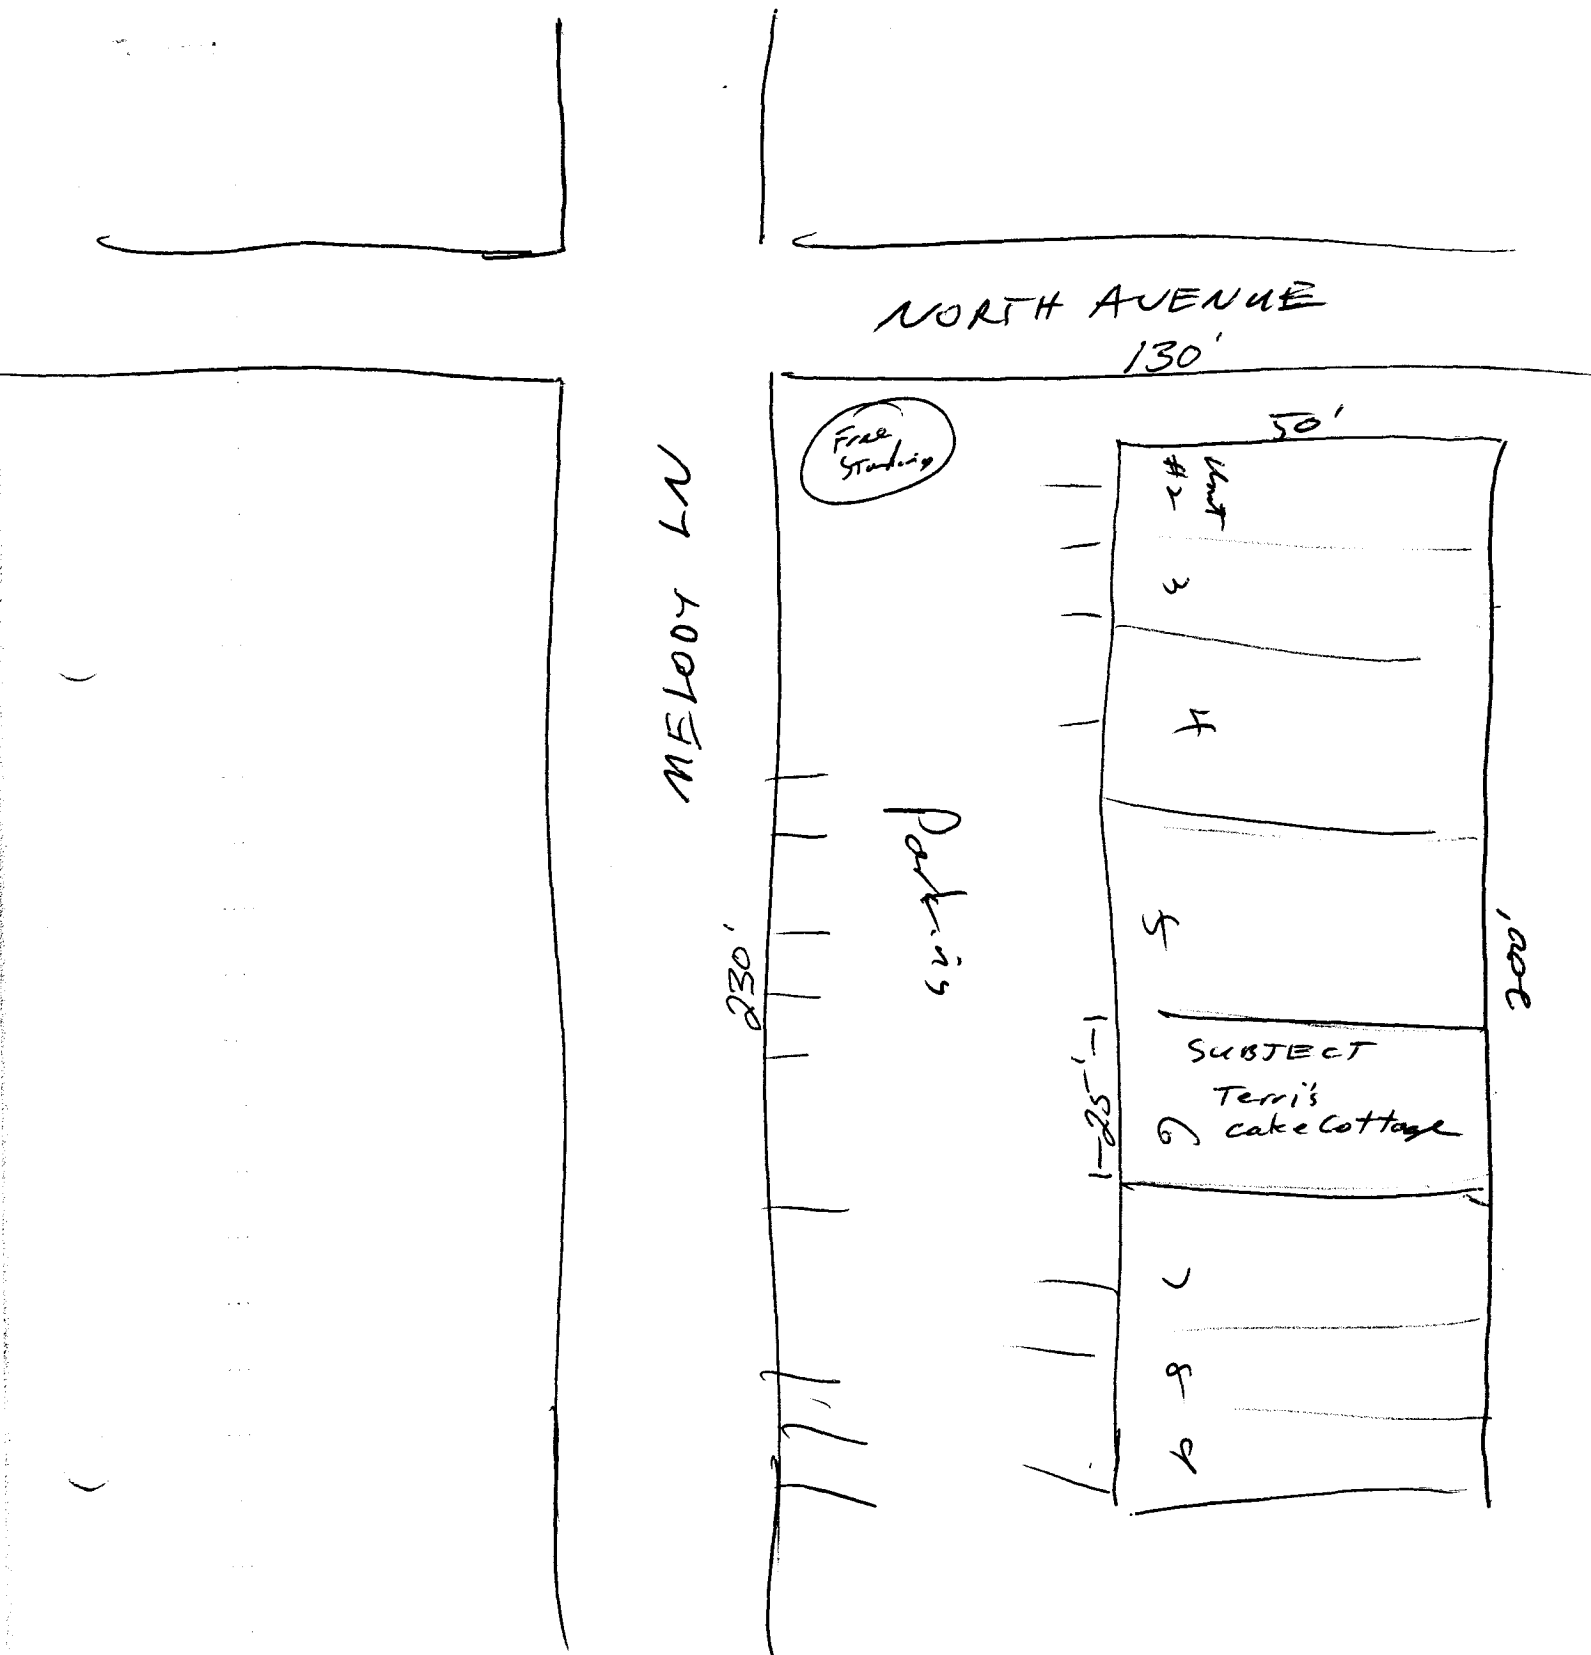 NORTH AVENUE
130'
Free
Standing
50'
Unit
#2
3
MELODY LN
4
Parking
5
200'
230'
SUBJECT
Terri's
cake Cottage
6
25'
7
8
9